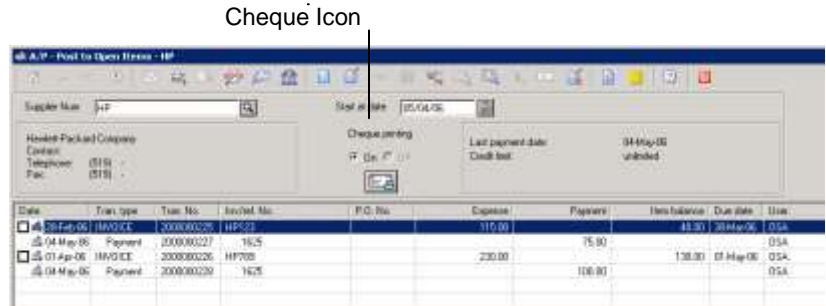 Cheque Icon
A/P - Post to Open Items - HP
Supplier Num HP Start at date 05/04/06
Hewlett-Packard Company
Contact:
Telephone: (519) -
Fax: (519) -
Cheque printing
On
Last payment date: 04-May-06
Credit limit: unlimited
Date Tran. type Tran. No. Inv/ref. No. P.O. No. Expense Payment Item balance Due date User
28-Feb-06 INVOICE 2008000225 HP523 115.00 40.00 OSA
04-May-06 Payment 2008000227 1625 75.00 OSA
01-Apr-06 INVOICE 2008000226 HP789 230.00 130.00 01-May-06 OSA
04-May-06 Payment 2008000228 1625 100.00 OSA